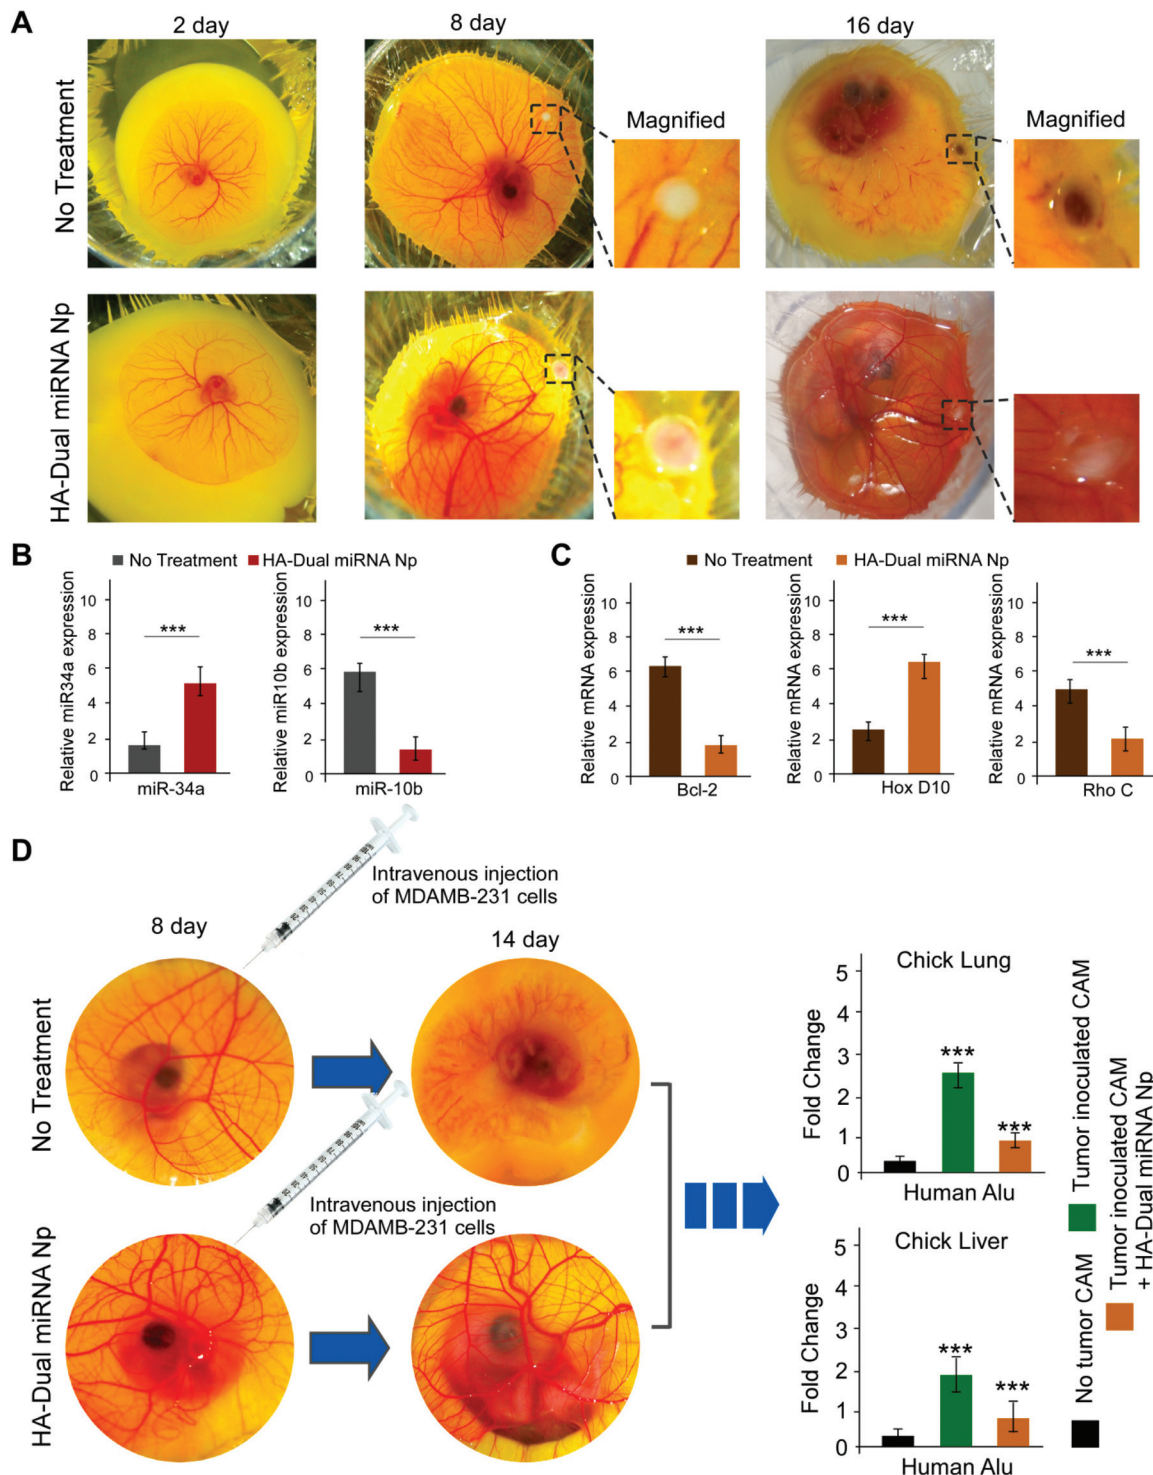 A
2 day
8 day
16 day
No Treatment
Magnified
Magnified
HA-Dual miRNA Np
B
No Treatment
HA-Dual miRNA Np
Relative miR34a expression
10
8
6
4
2
0
***
miR-34a
Relative miR10b expression
10
8
6
4
2
0
***
miR-10b
C
No Treatment
HA-Dual miRNA Np
Relative mRNA expression
10
8
6
4
2
0
***
Bcl-2
Relative mRNA expression
10
8
6
4
2
0
***
Hox D10
Relative mRNA expression
10
8
6
4
2
0
***
Rho C
D
Intravenous injection
of MDAMB-231 cells
8 day
14 day
No Treatment
Intravenous injection
of MDAMB-231 cells
HA-Dual miRNA Np
Chick Lung
Fold Change
5
4
3
2
1
0
***
***
Human Alu
Chick Liver
Fold Change
5
4
3
2
1
0
***
***
Human Alu
No tumor CAM
Tumor inoculated CAM
Tumor inoculated CAM
+ HA-Dual miRNA Np